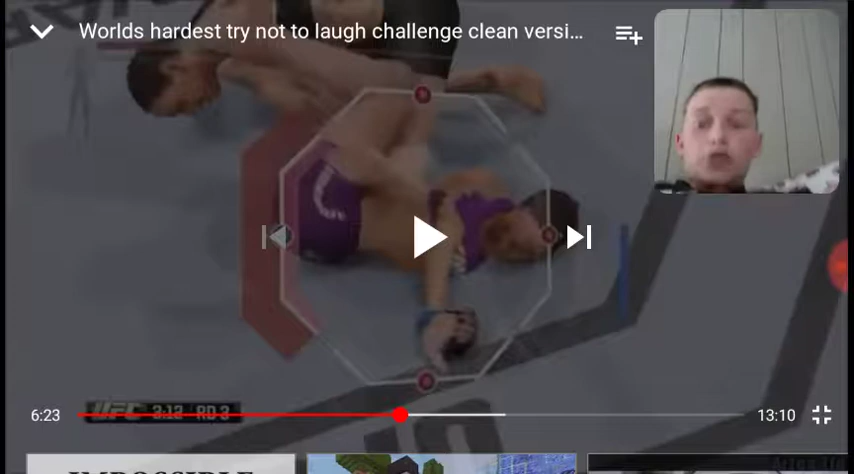 Worlds hardest try not to laugh challenge clean versi...
6:23
UFC 3:12 RD 3
13:10
IMPOSSIBLE